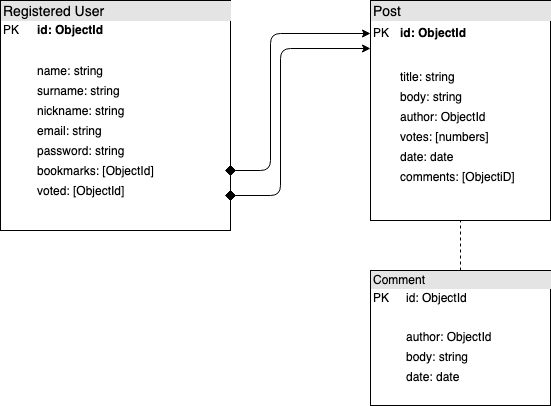 Registered User
PK id: ObjectId
name: string
surname: string
nickname: string
email: string
password: string
bookmarks: [ObjectId]
voted: [ObjectId]
Post
PK id: ObjectId
title: string
body: string
author: ObjectId
votes: [numbers]
date: date
comments: [ObjectiD]
Comment
PK id: ObjectId
author: ObjectId
body: string
date: date